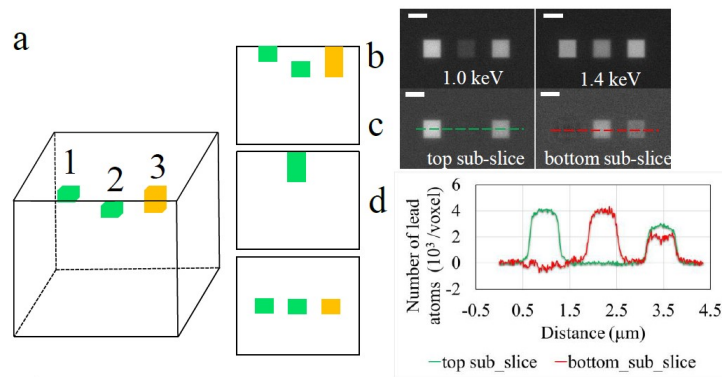 a
1
2
3
b
c
d
1.0 keV
1.4 keV
top sub-slice
bottom sub-slice
Number of lead
atoms (10³ /voxel)
6
4
2
0
-2
-0.5 0.5 1.5 2.5 3.5 4.5
Distance (μm)
top sub_slice bottom_sub_slice